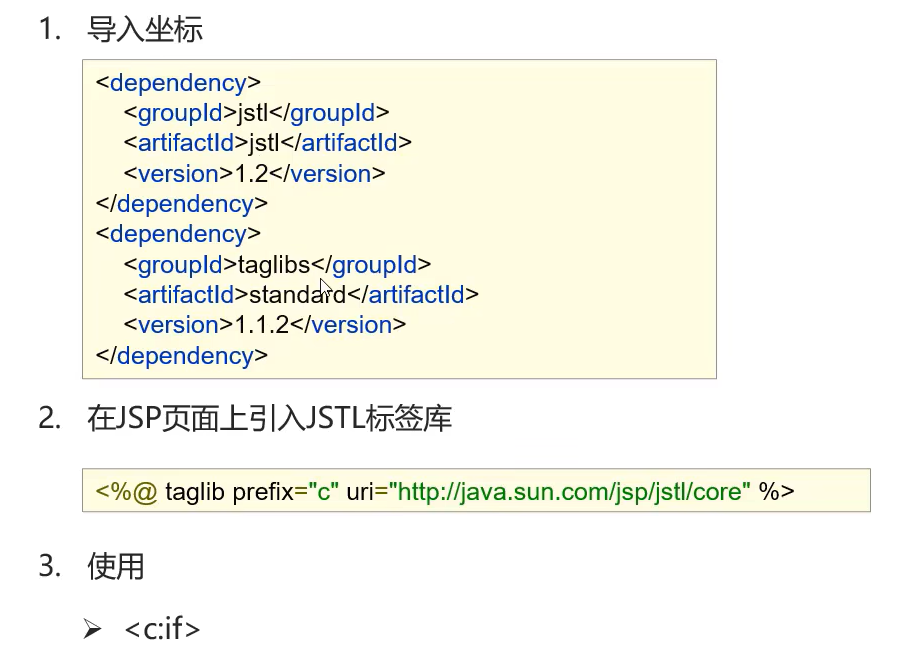 1. 导入坐标
<dependency>
<groupId>jstl</groupId>
<artifactId>jstl</artifactId>
<version>1.2</version>
</dependency>
<dependency>
<groupId>taglibs</groupId>
<artifactId>standard</artifactId>
<version>1.1.2</version>
</dependency>
2. 在JSP页面上引入JSTL标签库
<%@ taglib prefix="c" uri="http://java.sun.com/jsp/jstl/core" %>
3. 使用
➢ <c:if>